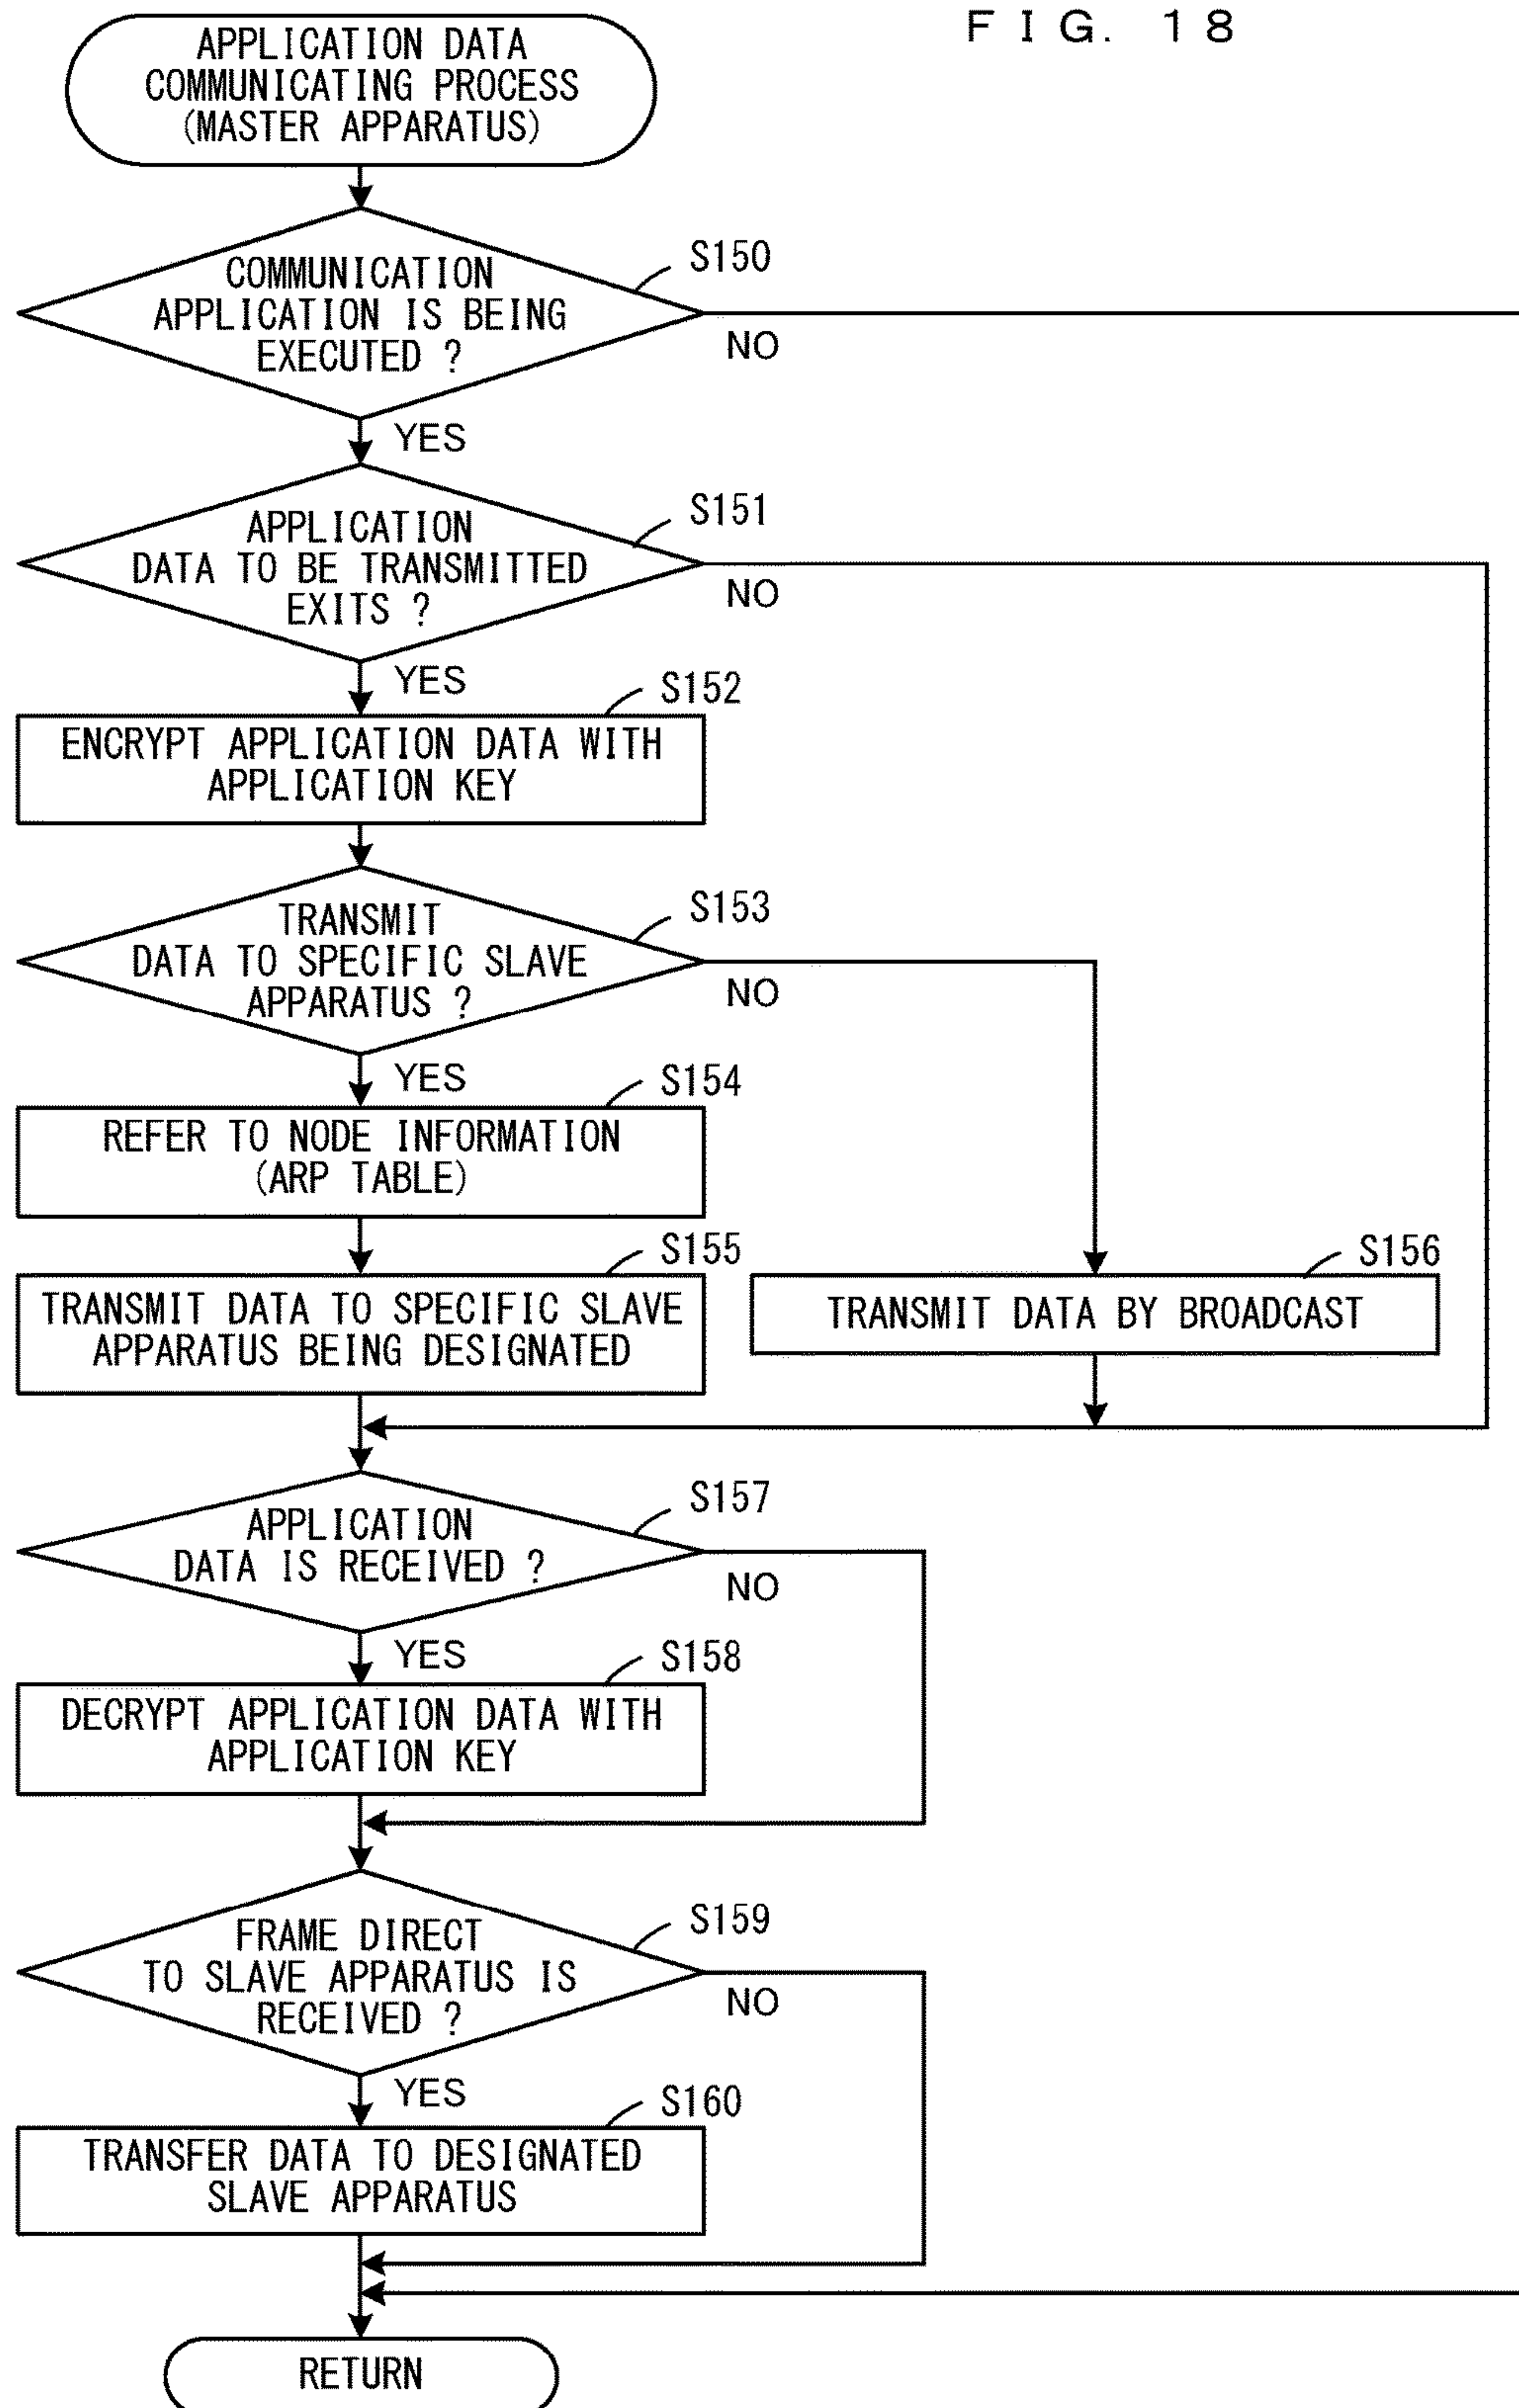 FIG. 18
APPLICATION DATA
COMMUNICATING PROCESS
(MASTER APPARATUS)
S150
COMMUNICATION
APPLICATION IS BEING
EXECUTED ?
NO
YES
S151
APPLICATION
DATA TO BE TRANSMITTED
EXITS ?
NO
YES
S152
ENCRYPT APPLICATION DATA WITH
APPLICATION KEY
S153
TRANSMIT
DATA TO SPECIFIC SLAVE
APPARATUS ?
NO
YES
S154
REFER TO NODE INFORMATION
(ARP TABLE)
S155
TRANSMIT DATA TO SPECIFIC SLAVE
APPARATUS BEING DESIGNATED
S156
TRANSMIT DATA BY BROADCAST
S157
APPLICATION
DATA IS RECEIVED ?
NO
YES
S158
DECRYPT APPLICATION DATA WITH
APPLICATION KEY
S159
FRAME DIRECT
TO SLAVE APPARATUS IS
RECEIVED ?
NO
YES
S160
TRANSFER DATA TO DESIGNATED
SLAVE APPARATUS
RETURN